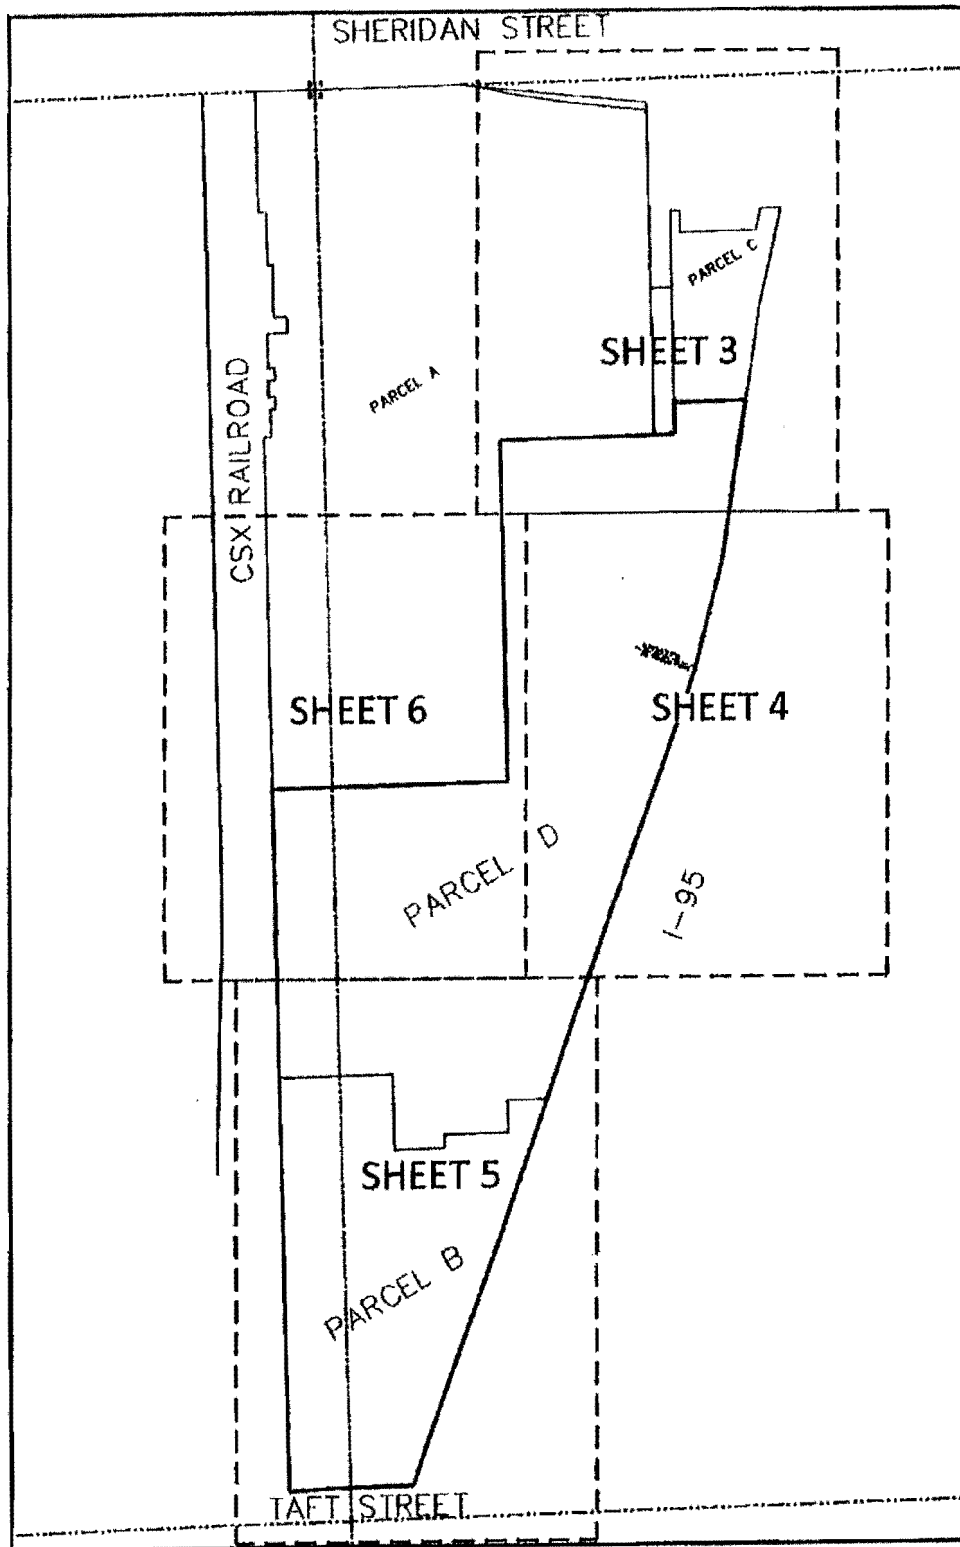 SHERIDAN STREET
PARCEL C
SHEET 3
PARCEL A
CSX RAILROAD
SHEET 6
SHEET 4
PARCEL D
I-95
SHEET 5
PARCEL B
TAFT STREET